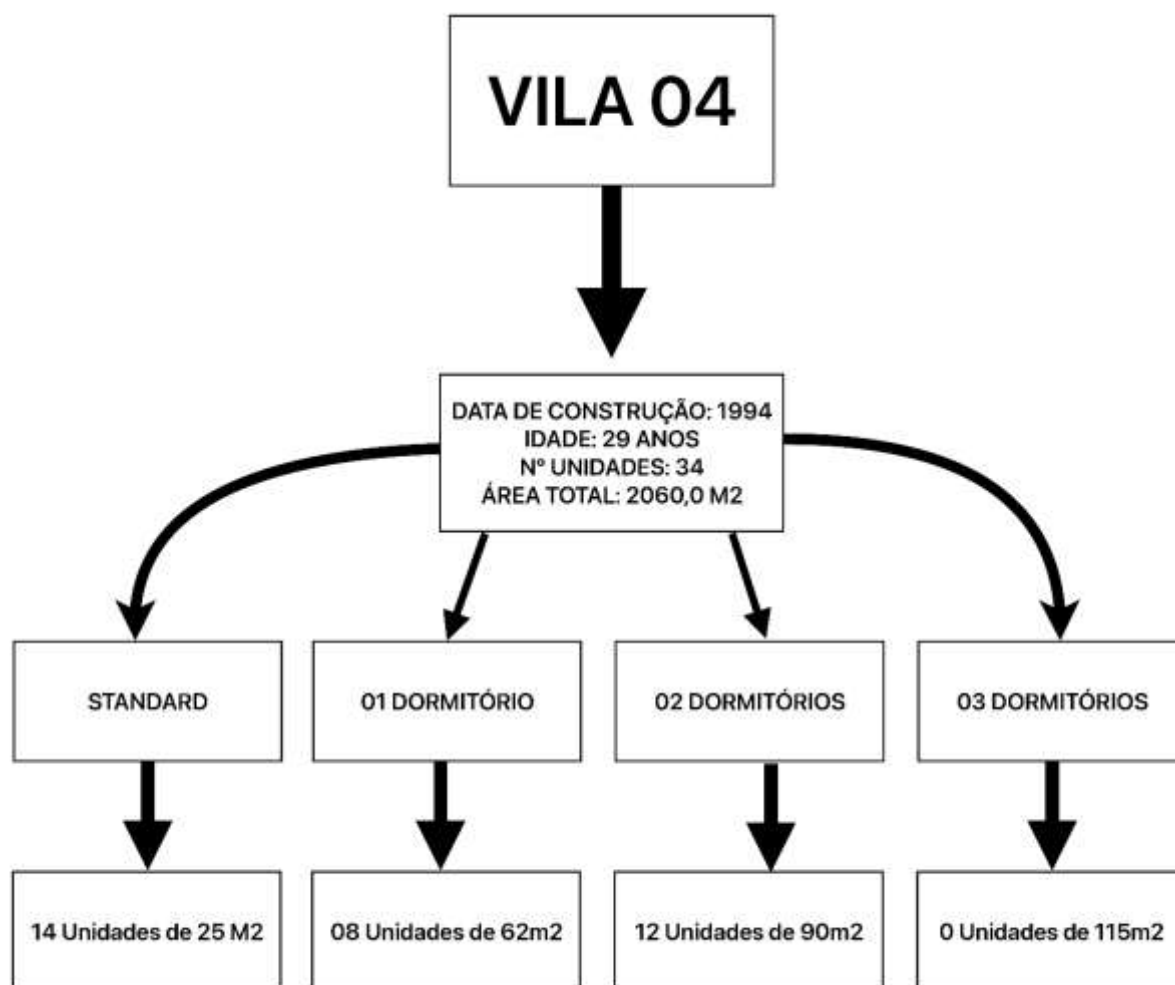 VILA 04
DATA DE CONSTRUÇÃO: 1994
IDADE: 29 ANOS
Nº UNIDADES: 34
ÁREA TOTAL: 2060,0 M2
STANDARD
01 DORMITÓRIO
02 DORMITÓRIOS
03 DORMITÓRIOS
14 Unidades de 25 M2
08 Unidades de 62m2
12 Unidades de 90m2
0 Unidades de 115m2